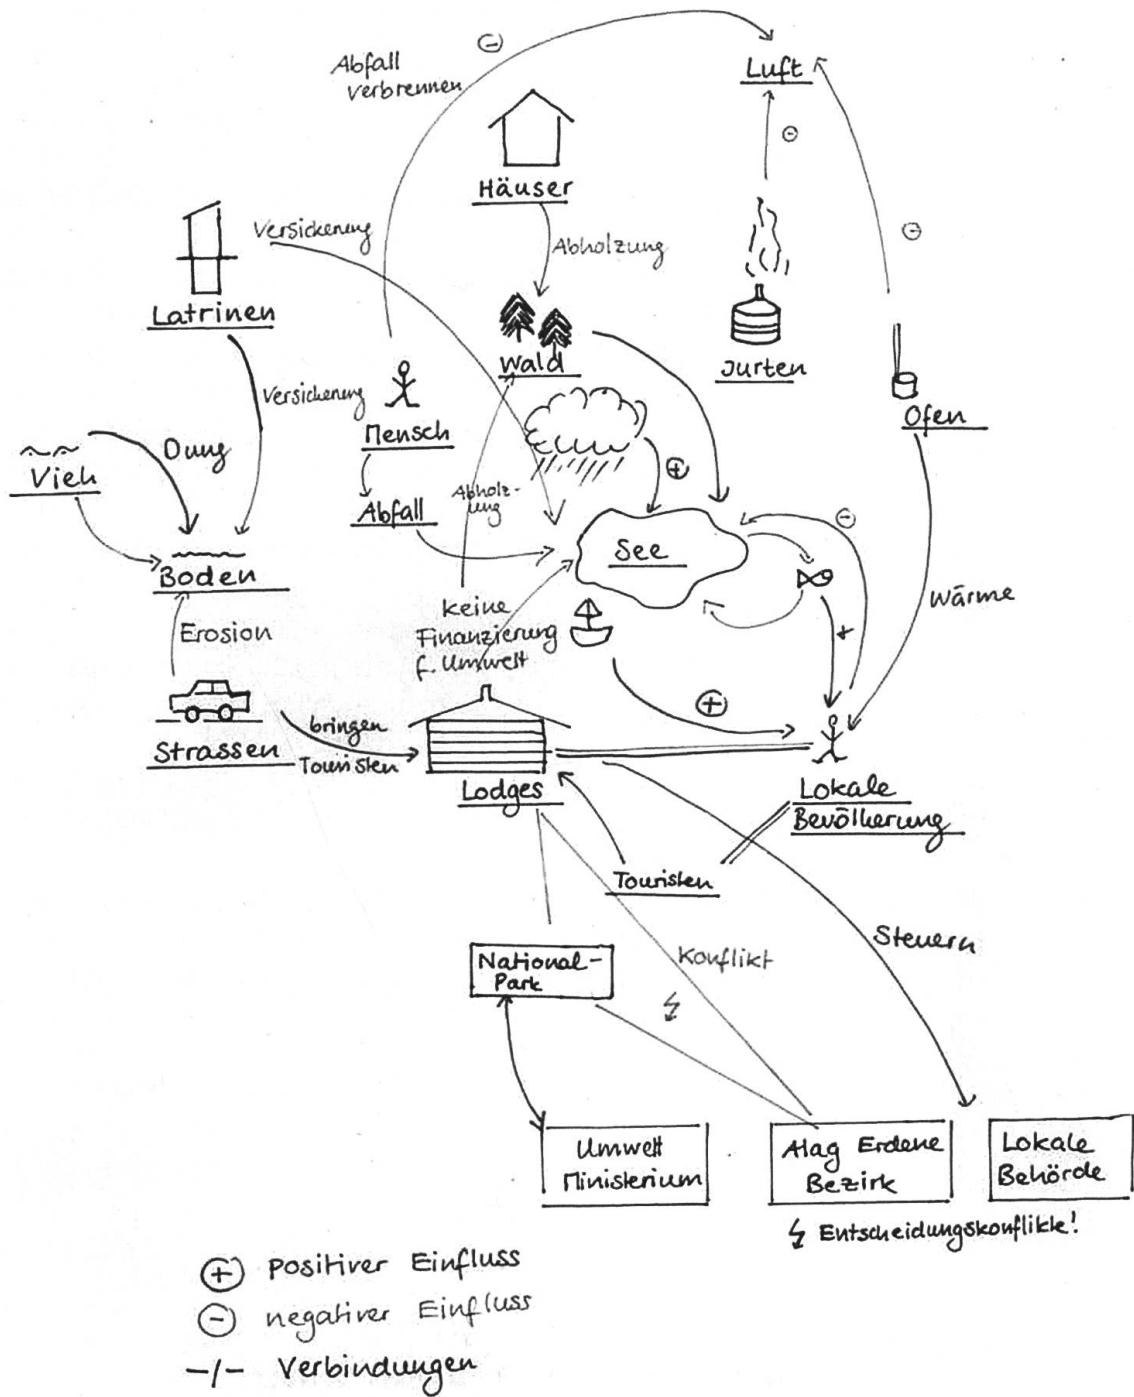 Luft
Abfall
verbrennen
Häuser
Versickerung
Abholzung
Latrinen
Wald
Jurten
Versickerung
Ofen
Mensch
Dung
Vieh
Abfall
Abholz-
ung
See
Boden
Wärme
keine
Finanzierung
f. Umwelt
Erosion
Strassen
bringen
Touristen
Lodges
Lokale
Bevölkerung
Touristen
Steuern
Konflikt
National-
Park
Umwelt
Ministerium
Alag Erdene
Bezirk
Lokale
Behörde
Entscheidungskonflikte!
+ positiver Einfluss
- negativer Einfluss
-/- Verbindungen